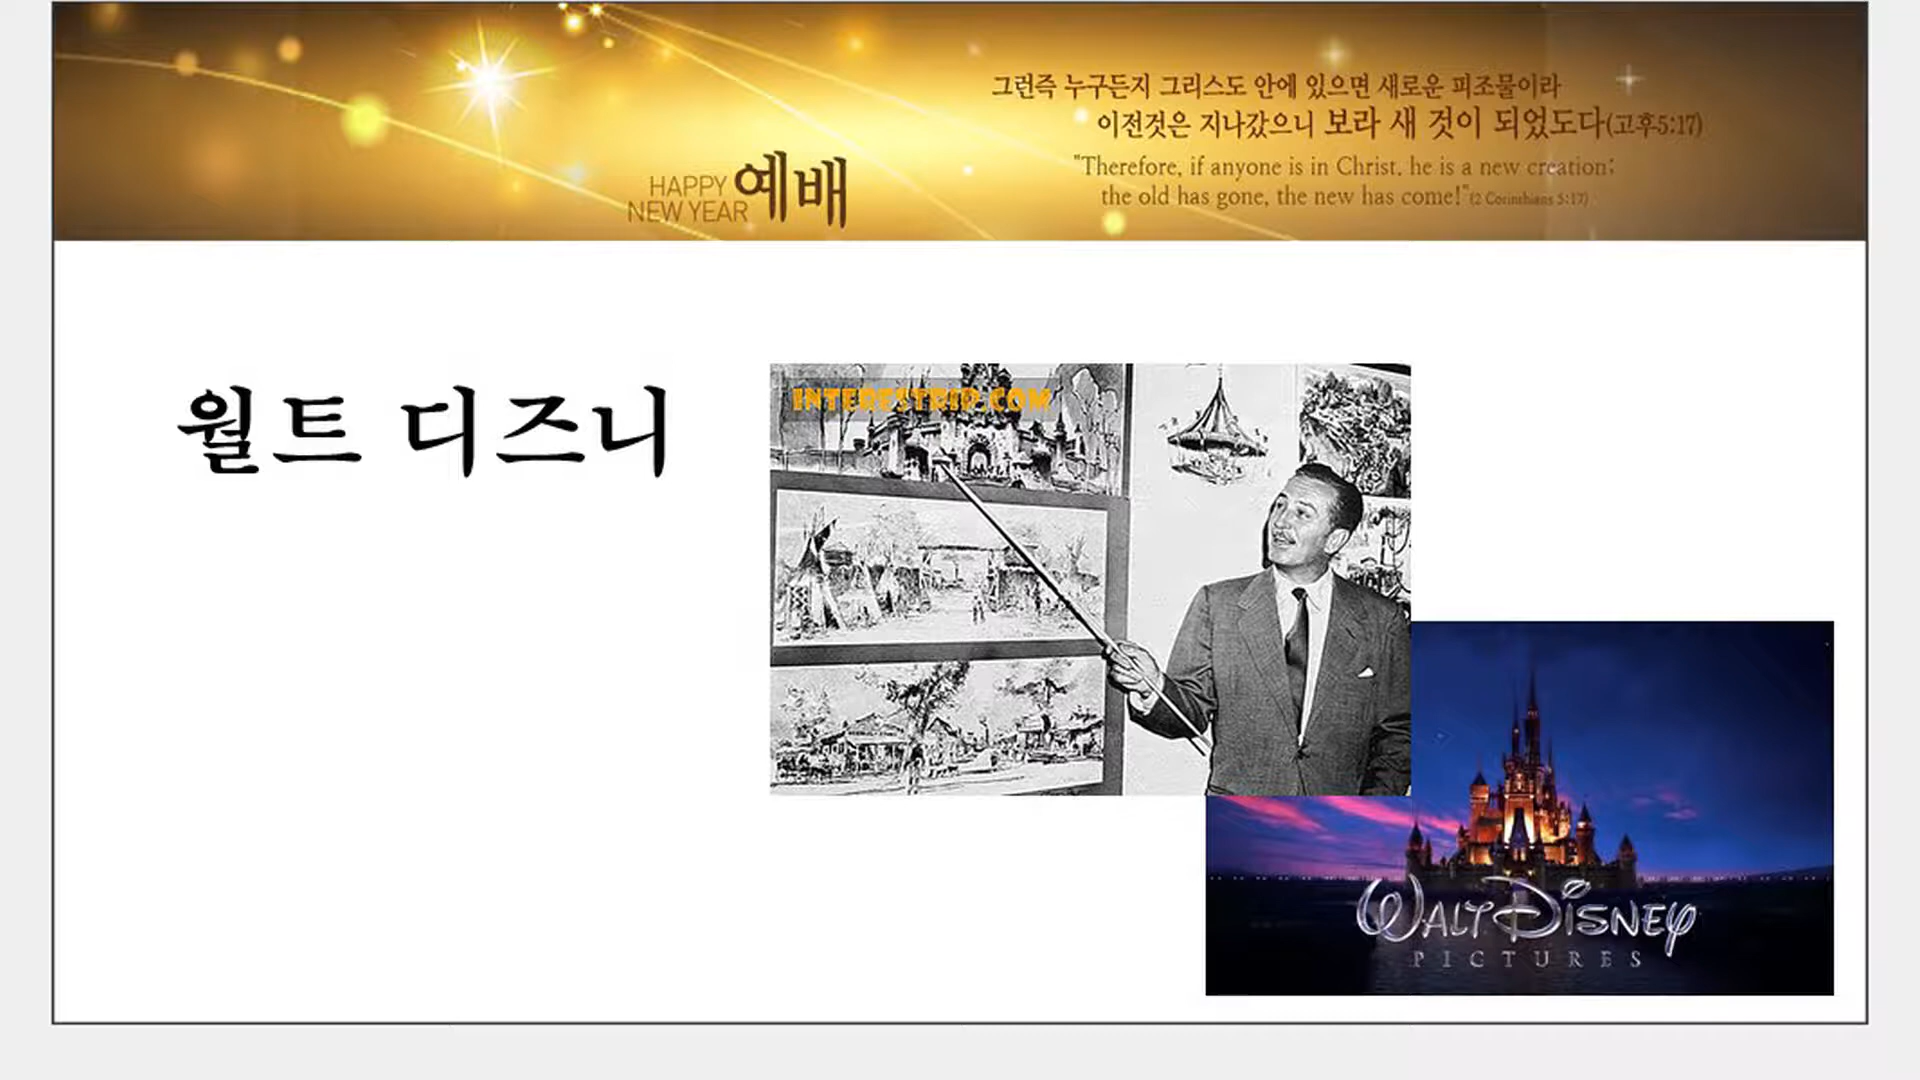 그런즉 누구든지 그리스도 안에 있으면 새로운 피조물이라
이전것은 지나갔으니 보라 새 것이 되었도다(고후5:17)
"Therefore, if anyone is in Christ, he is a new creation;
the old has gone, the new has come!"(2 Corinthians 5:17)
HAPPY
NEW YEAR
예배
월트 디즈니
INTERESTRIP.COM
WALT DISNEY
PICTURES